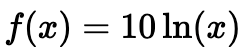 f(x) = 10 ln(x)